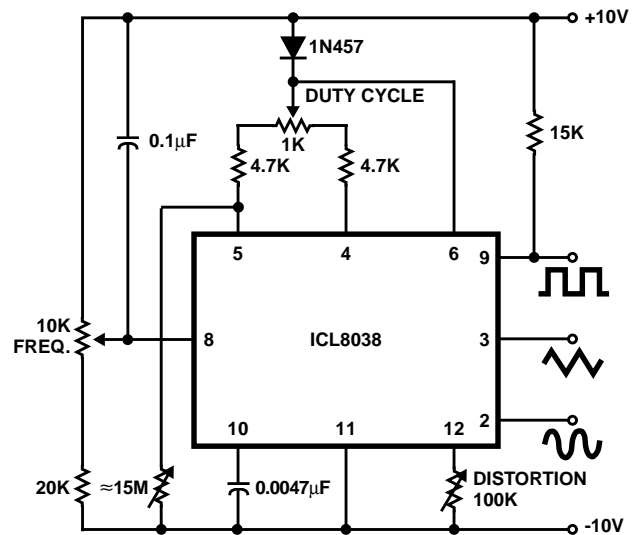 +10V
1N457
DUTY CYCLE
0.1µF
1K
15K
4.7K
4.7K
5
4
6
9
10K
FREQ.
8
ICL8038
3
2
10
11
12
20K
≈15M
0.0047µF
DISTORTION
100K
-10V